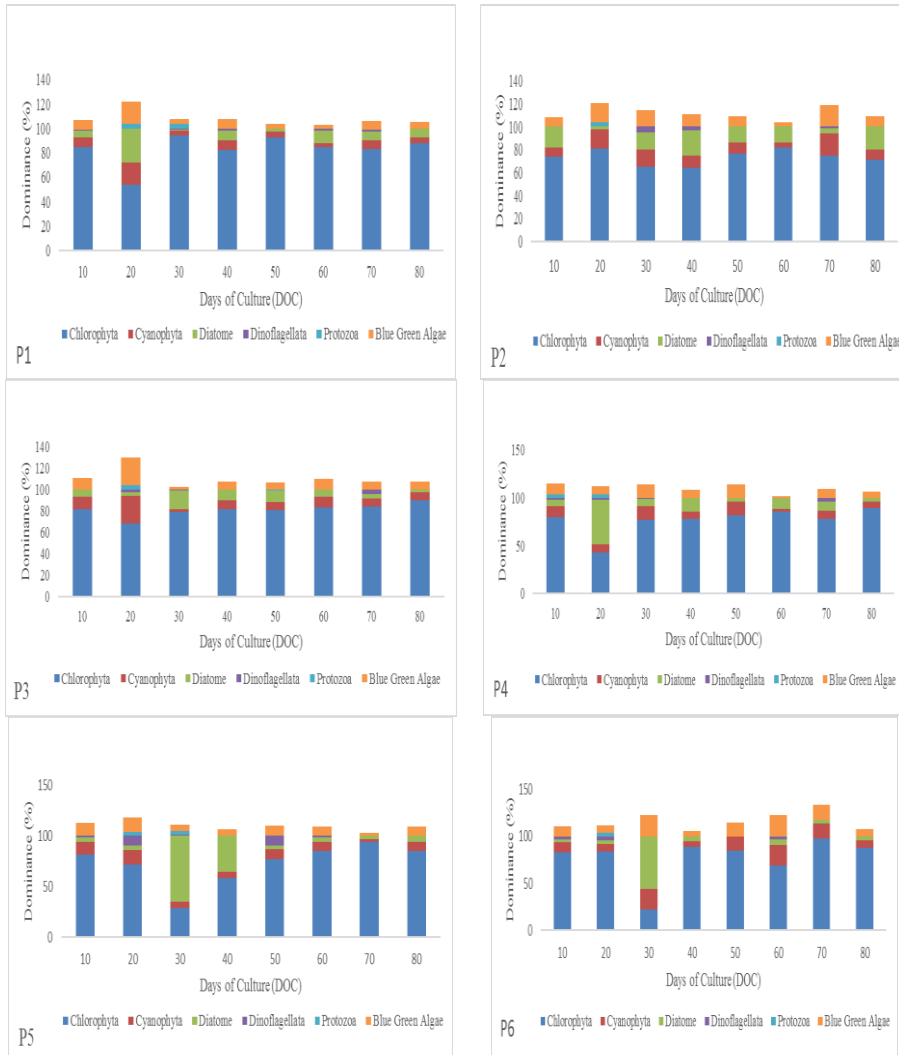 Dominance (%)
140
120
100
80
60
40
20
0
10 20 30 40 50 60 70 80
Days of Culture (DOC)
Chlorophyta Cyanophyta Diatome Dinoflagellata Protozoa Blue Green Algae
P1
Dominance (%)
140
120
100
80
60
40
20
0
10 20 30 40 50 60 70 80
Days of Culture (DOC)
Chlorophyta Cyanophyta Diatome Dinoflagellata Protozoa Blue Green Algae
P2
Dominance (%)
140
120
100
80
60
40
20
0
10 20 30 40 50 60 70 80
Days of Culture (DOC)
Chlorophyta Cyanophyta Diatome Dinoflagellata Protozoa Blue Green Algae
P3
Dominance (%)
150
100
50
0
10 20 30 40 50 60 70 80
Days of Culture (DOC)
Chlorophyta Cyanophyta Diatome Dinoflagellata Protozoa Blue Green Algae
P4
Dominance (%)
150
100
50
0
10 20 30 40 50 60 70 80
Days of Culture (DOC)
Chlorophyta Cyanophyta Diatome Dinoflagellata Protozoa Blue Green Algae
P5
Dominance (%)
150
100
50
0
10 20 30 40 50 60 70 80
Days of Culture (DOC)
Chlorophyta Cyanophyta Diatome Dinoflagellata Protozoa Blue Green Algae
P6